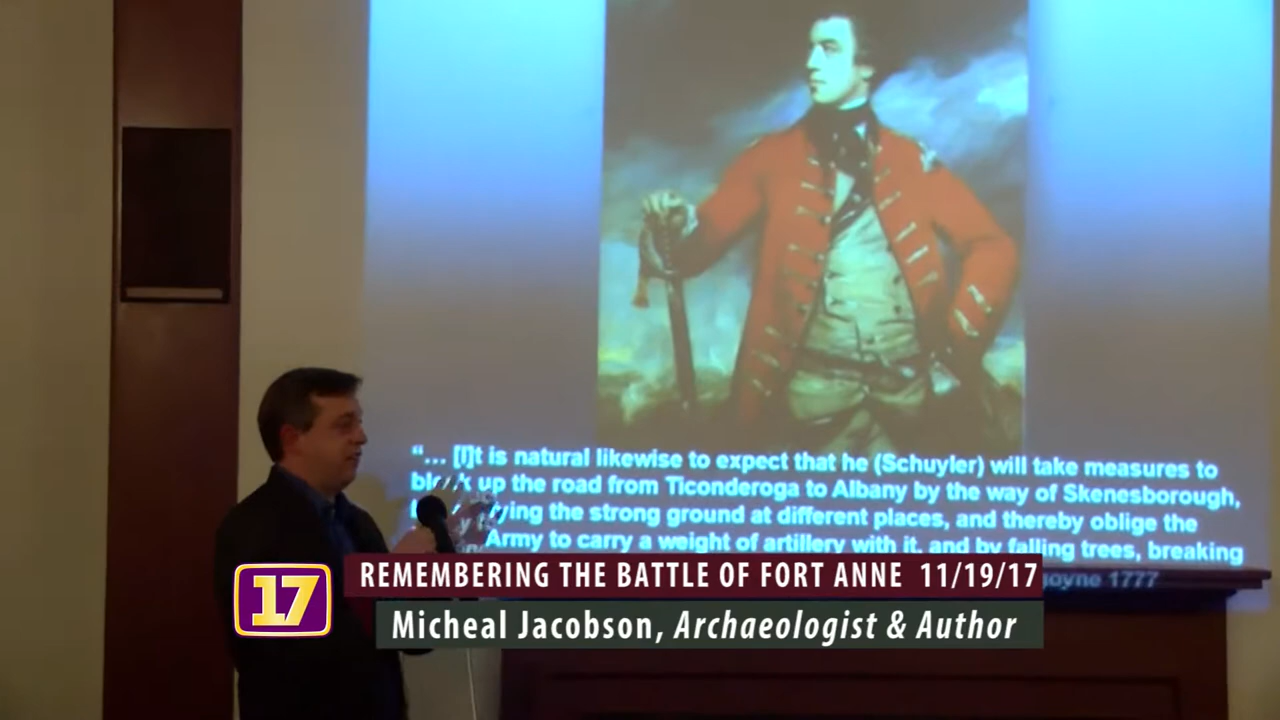 “... [I]t is natural likewise to expect that he (Schuyler) will take measures to
up the road from Ticonderoga to Albany by the way of Skenesborough,
the strong ground at different places, and thereby oblige the
Army to carry a weight of artillery with it, and by falling trees, breaking
goyne 1777
17
REMEMBERING THE BATTLE OF FORT ANNE 11/19/17
Micheal Jacobson, Archaeologist & Author